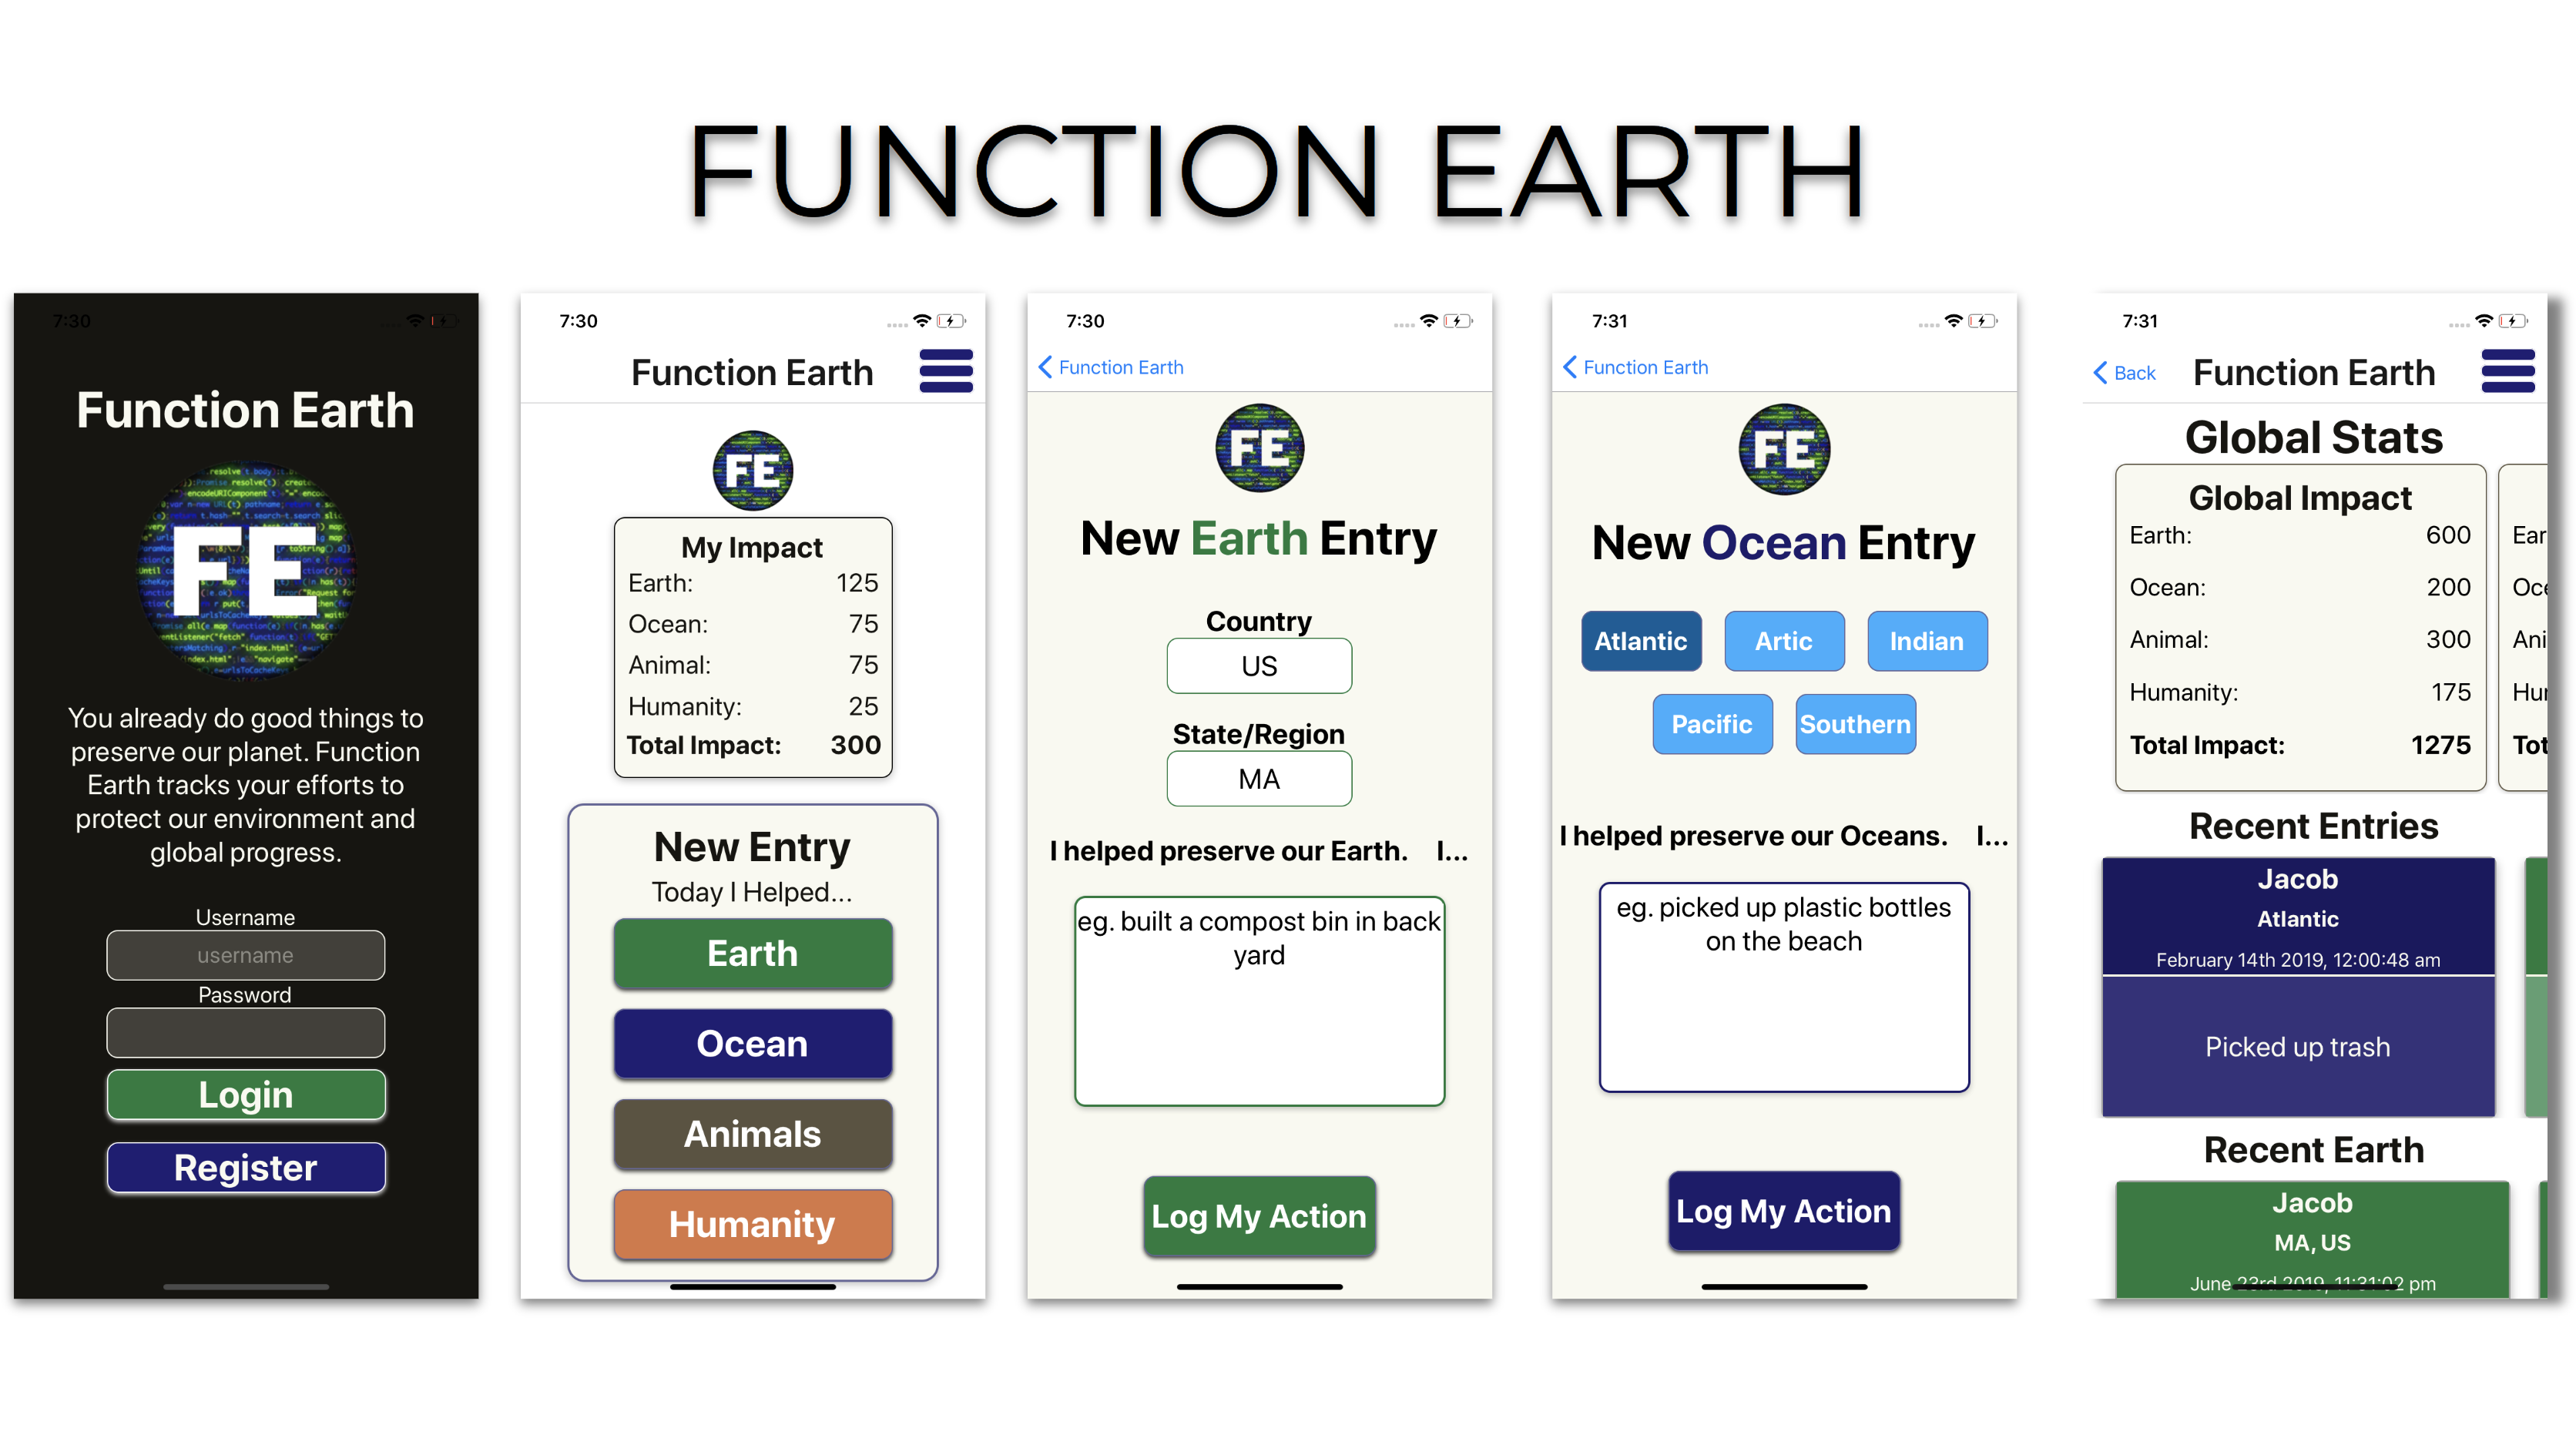 FUNCTION EARTH
7:30
Function Earth
FE
You already do good things to
preserve our planet. Function
Earth tracks your efforts to
protect our environment and
global progress.
Username
username
Password
Login
Register
7:30
Function Earth
FE
My Impact
Earth: 125
Ocean: 75
Animal: 75
Humanity: 25
Total Impact: 300
New Entry
Today I Helped...
Earth
Ocean
Animals
Humanity
7:30
Function Earth
FE
New Earth Entry
Country
US
State/Region
MA
I helped preserve our Earth. I...
eg. built a compost bin in back
yard
Log My Action
7:31
Function Earth
FE
New Ocean Entry
Atlantic Artic Indian
Pacific Southern
I helped preserve our Oceans. I...
eg. picked up plastic bottles
on the beach
Log My Action
7:31
Back Function Earth
Global Stats
Global Impact
Earth: 600 Ear
Ocean: 200 Oce
Animal: 300 Ani
Humanity: 175 Hur
Total Impact: 1275 Tot
Recent Entries
Jacob
Atlantic
February 14th 2019, 12:00:48 am
Picked up trash
Recent Earth
Jacob
MA, US
June 23rd 2019, 11:31:02 pm